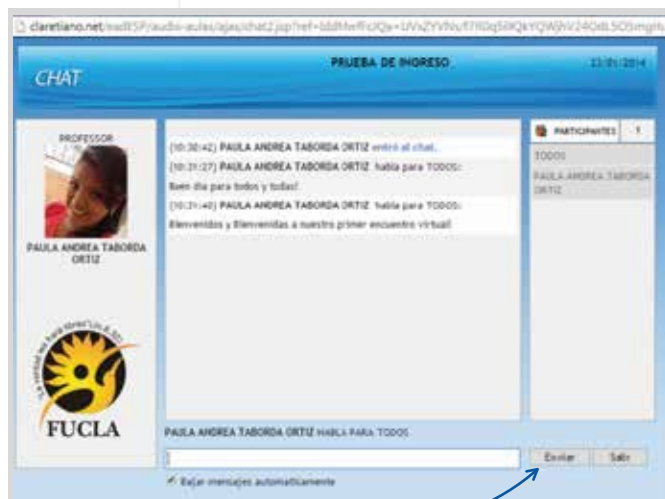 claretiano.net
CHAT
PRUEBA DE INGRESO
23/01/2014
PROFESSOR
PAULA ANDREA TABORDA
ORTIZ
FUCLA
(10:30:42) PAULA ANDREA TABORDA ORTIZ entró al chat.
(10:31:27) PAULA ANDREA TABORDA ORTIZ habla para TODOS:
Buen dia para todos y todas!
(10:31:40) PAULA ANDREA TABORDA ORTIZ habla para TODOS:
Bienvenidos y Bienvenidas a nuestro primer encuentro virtual!
PARTICIPANTES 1
TODOS
PAULA ANDREA TABORDA
ORTIZ
PAULA ANDREA TABORDA ORTIZ HABLA PARA TODOS
Enviar Salir
Bajar mensajes automaticamente